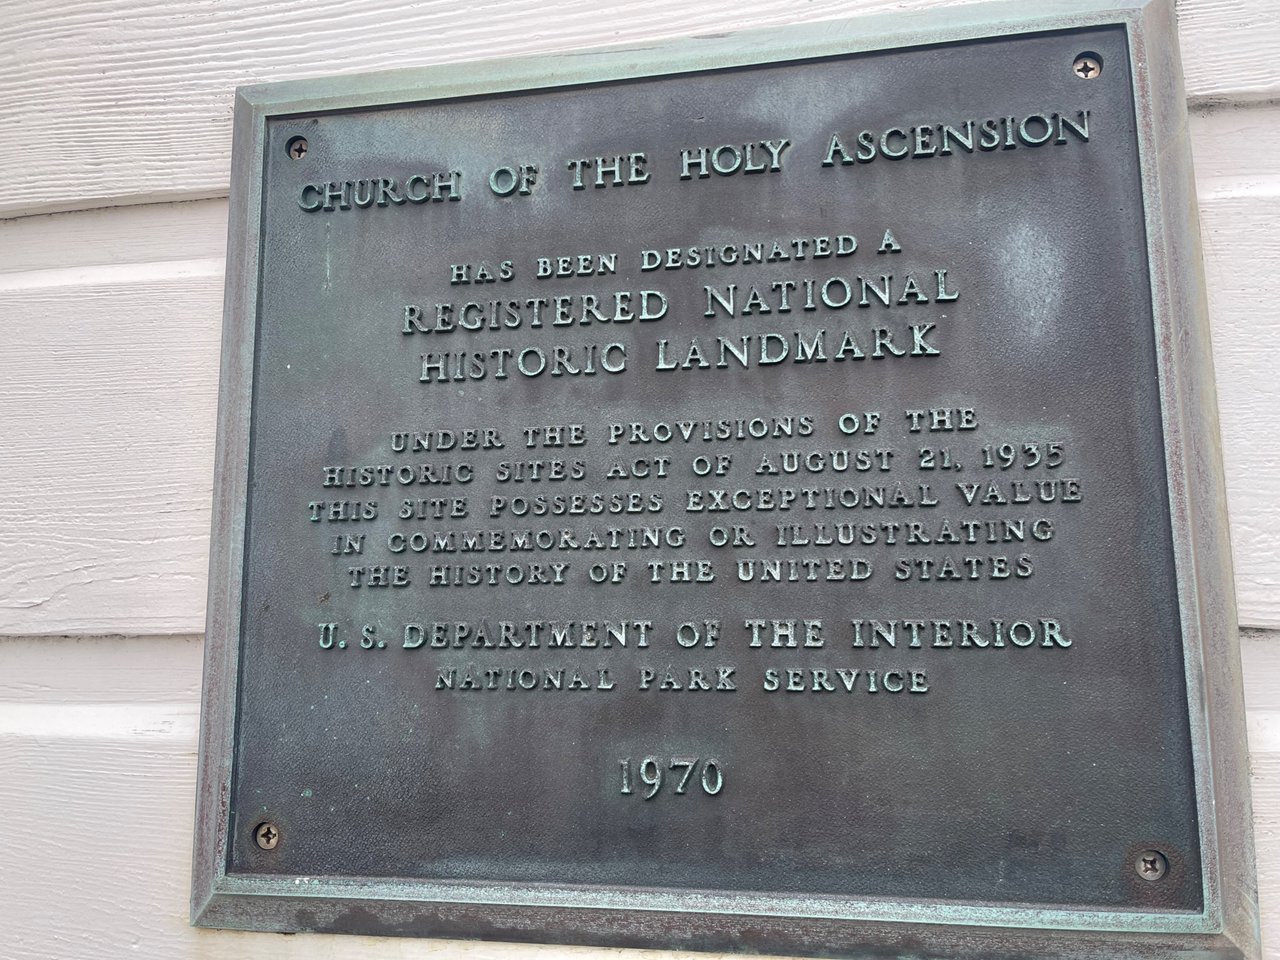 CHURCH OF THE HOLY ASCENSION
HAS BEEN DESIGNATED A
REGISTERED NATIONAL
HISTORIC LANDMARK
UNDER THE PROVISIONS OF THE
HISTORIC SITES ACT OF AUGUST 21, 1935
THIS SITE POSSESSES EXCEPTIONAL VALUE
IN COMMEMORATING OR ILLUSTRATING
THE HISTORY OF THE UNITED STATES
U. S. DEPARTMENT OF THE INTERIOR
NATIONAL PARK SERVICE
1970